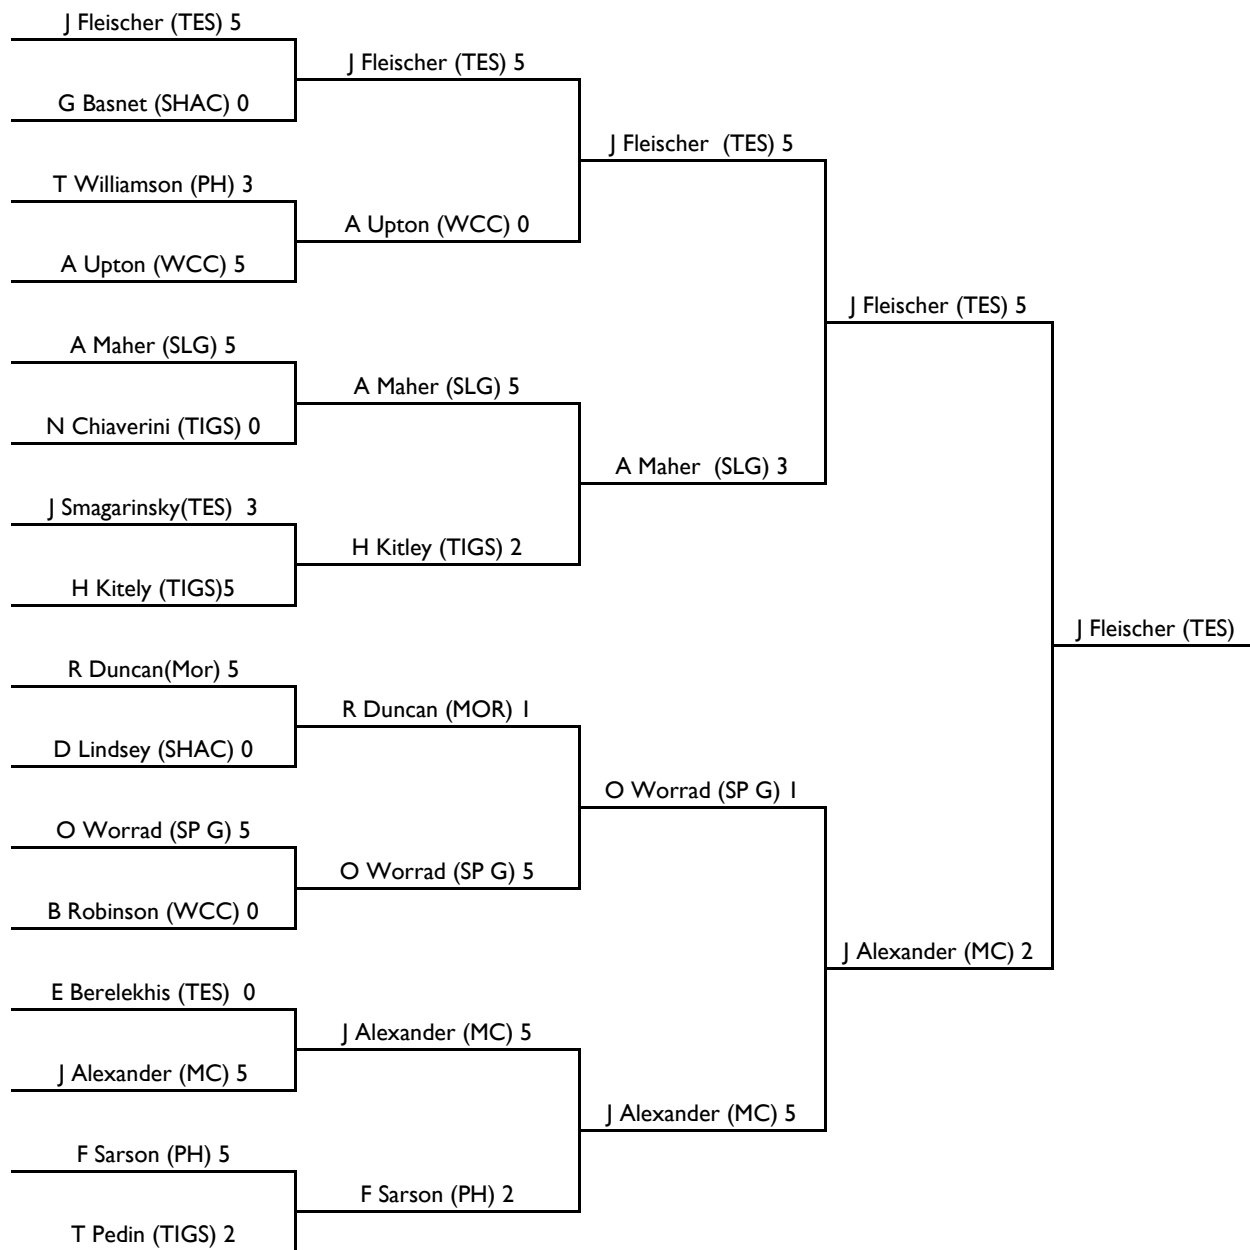 J Fleischer (TES) 5
J Fleischer (TES) 5
G Basnet (SHAC) 0
J Fleischer  (TES) 5
T Williamson (PH) 3
A Upton (WCC) 0
A Upton (WCC) 5
J Fleischer (TES) 5
A Maher (SLG) 5
A Maher (SLG) 5
N Chiaverini (TIGS) 0
A Maher  (SLG) 3
J Smagarinsky(TES)  3
H Kitley (TIGS) 2
H Kitely (TIGS)5
J Fleischer (TES)
R Duncan(Mor) 5
R Duncan (MOR) 1
D Lindsey (SHAC) 0
O Worrad (SP G) 1
O Worrad (SP G) 5
O Worrad (SP G) 5
B Robinson (WCC) 0
J Alexander (MC) 2
E Berelekhis (TES)  0
J Alexander (MC) 5
J Alexander (MC) 5
J Alexander (MC) 5
F Sarson (PH) 5
F Sarson (PH) 2
T Pedin (TIGS) 2